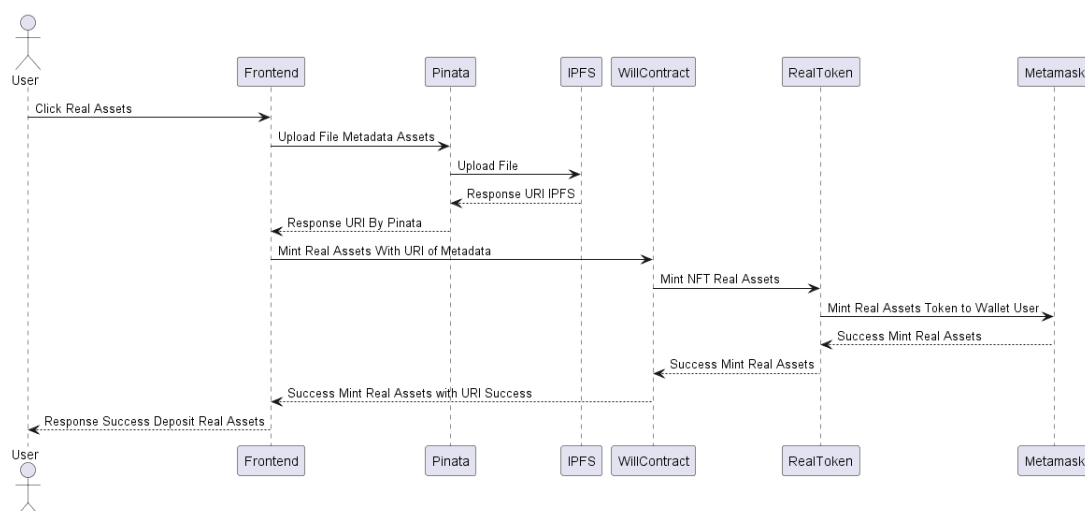 User
Frontend
Pinata
IPFS
WillContract
RealToken
Metamask
Click Real Assets
Upload File Metadata Assets
Upload File
Response URI IPFS
Response URI By Pinata
Mint Real Assets With URI of Metadata
Mint NFT Real Assets
Mint Real Assets Token to Wallet User
Success Mint Real Assets
Success Mint Real Assets
Success Mint Real Assets with URI Success
Response Success Deposit Real Assets
User
Frontend
Pinata
IPFS
WillContract
RealToken
Metamask